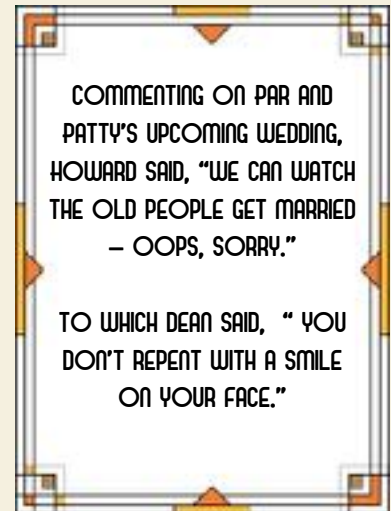 COMMENTING ON PAR AND
PATTY'S UPCOMING WEDDING,
HOWARD SAID, "WE CAN WATCH
THE OLD PEOPLE GET MARRIED
– OOPS, SORRY."
TO WHICH DEAN SAID, " YOU
DON'T REPENT WITH A SMILE
ON YOUR FACE."